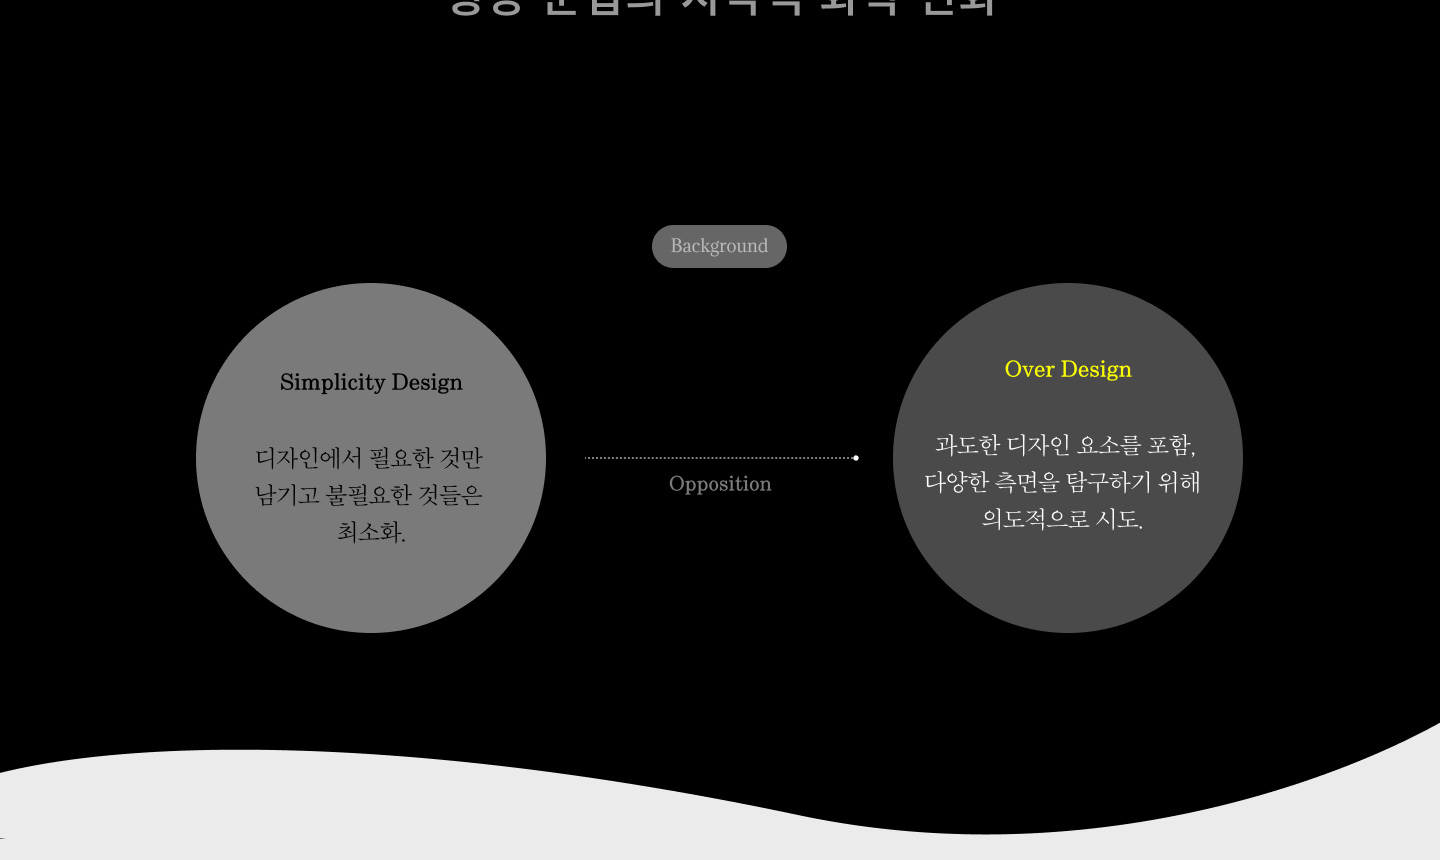 Background
Simplicity Design
디자인에서 필요한 것만
남기고 불필요한 것들은
최소화.
Opposition
Over Design
과도한 디자인 요소를 포함,
다양한 측면을 탐구하기 위해
의도적으로 시도.